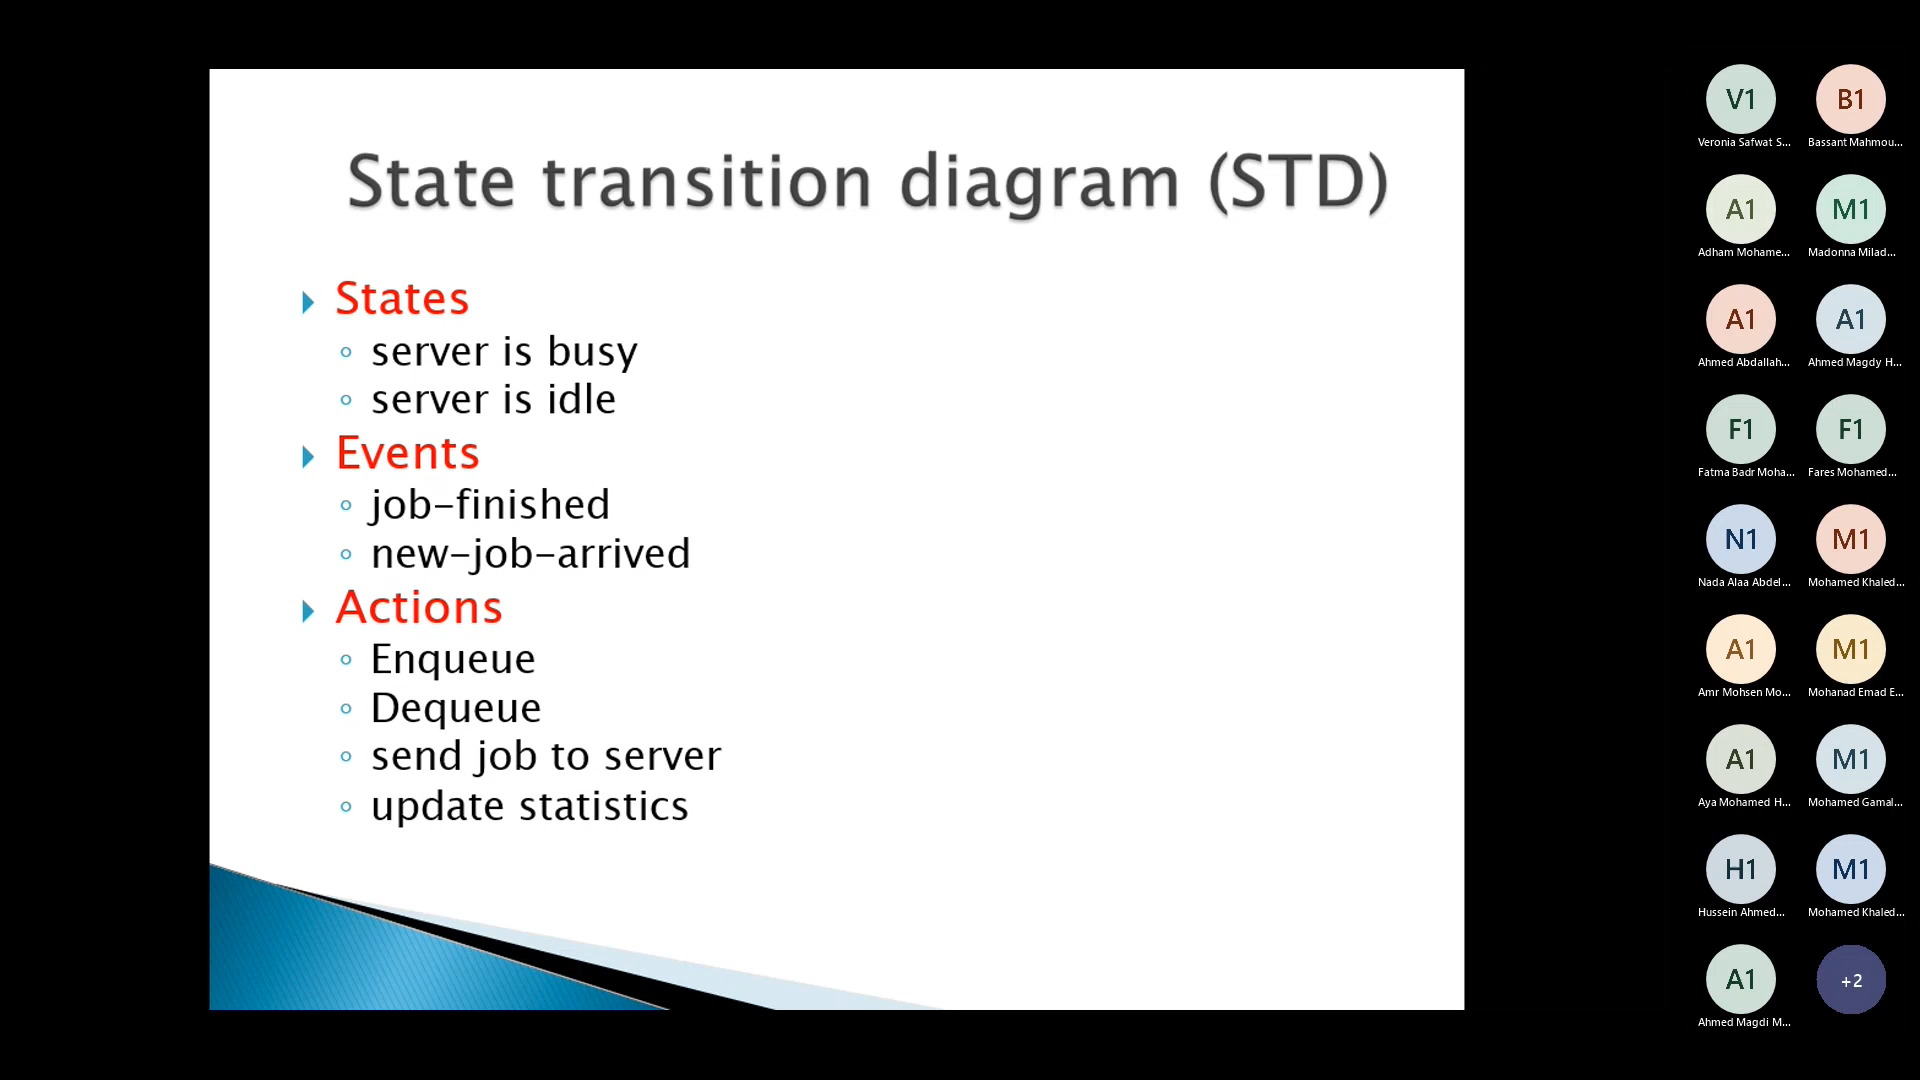 State transition diagram (STD)
States
server is busy
server is idle
Events
job-finished
new-job-arrived
Actions
Enqueue
Dequeue
send job to server
update statistics
V1
B1
Veronia Safwat S...
Bassant Mahmou...
A1
M1
Adham Mohame...
Madonna Milad...
A1
A1
Ahmed Abdallah...
Ahmed Magdy H...
F1
F1
Fatma Badr Moha...
Fares Mohamed...
N1
M1
Nada Alaa Abdel...
Mohamed Khaled...
A1
M1
Amr Mohsen Mo...
Mohanad Emad E...
A1
M1
Aya Mohamed H...
Mohamed Gamal...
H1
M1
Hussein Ahmed...
Mohamed Khaled...
A1
+2
Ahmed Magdi M...